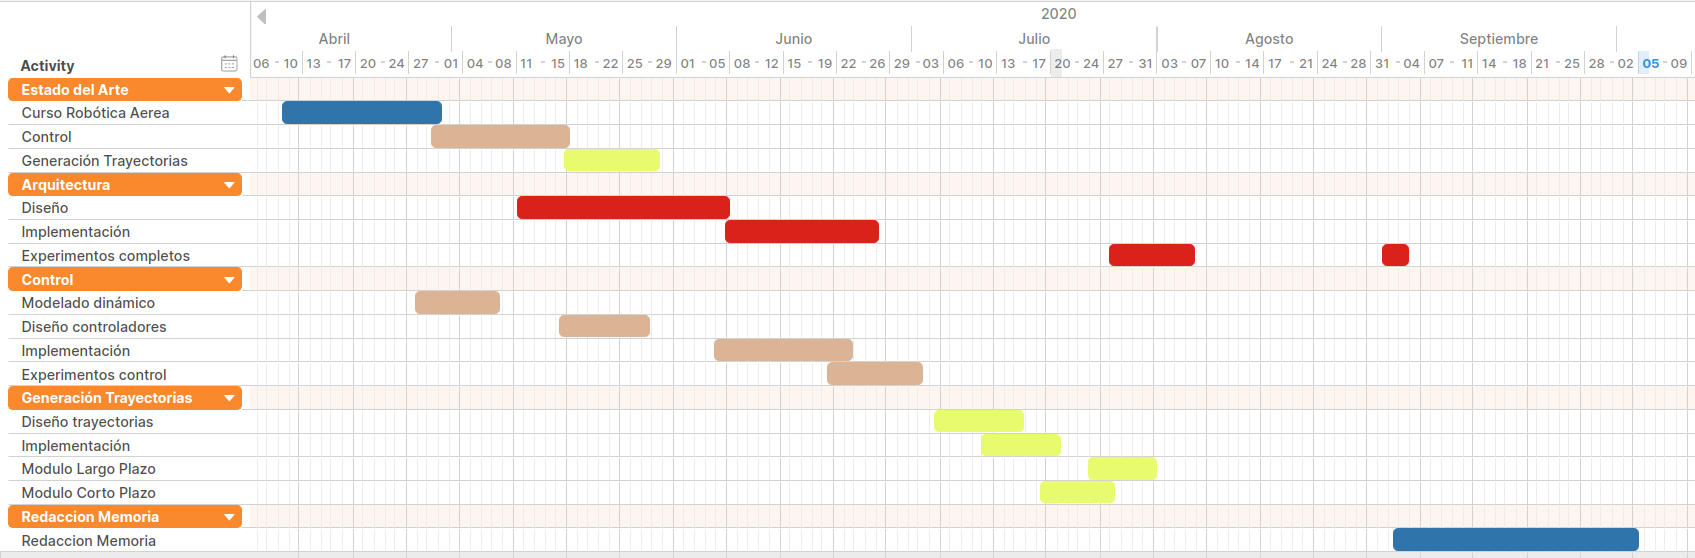 2020
Abril Mayo Junio Julio Agosto Septiembre
Activity 06 - 10 13 - 17 20 - 24 27 - 01 04 - 08 11 - 15 18 - 22 25 - 29 01 - 05 08 - 12 15 - 19 22 - 26 29 - 03 06 - 10 13 - 17 20 - 24 27 - 31 03 - 07 10 - 14 17 - 21 24 - 28 31 - 04 07 - 11 14 - 18 21 - 25 28 - 02 05 - 09
Estado del Arte
Curso Robótica Aerea
Control
Generación Trayectorias
Arquitectura
Diseño
Implementación
Experimentos completos
Control
Modelado dinámico
Diseño controladores
Implementación
Experimentos control
Generación Trayectorias
Diseño trayectorias
Implementación
Modulo Largo Plazo
Modulo Corto Plazo
Redaccion Memoria
Redaccion Memoria